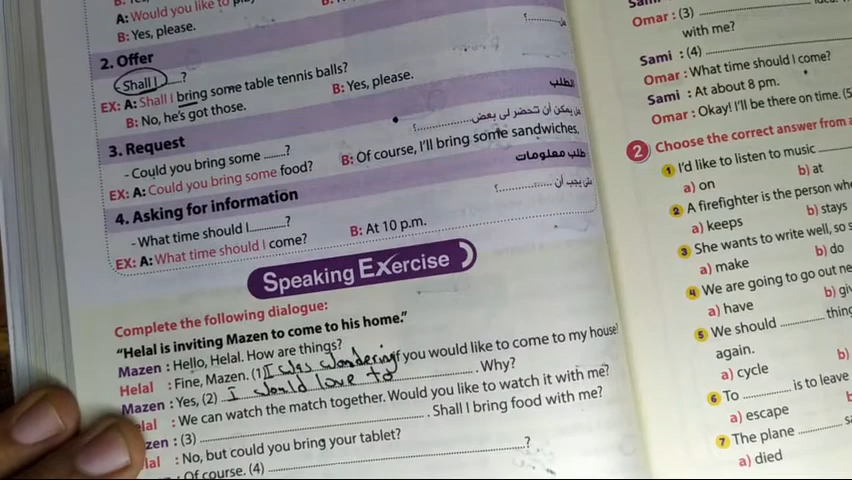 A: Would you like to
B: Yes, please.
2. Offer
- Shall I ......?
EX: A: Shall I bring some table tennis balls?
B: No, he's got those.
B: Yes, please.
الطلب
3. Request
هل يمكن أن تحضر لى بعض ..................؟
- Could you bring some ........?
EX: A: Could you bring some food?
B: Of course, I'll bring some sandwiches.
طلب معلومات
4. Asking for information
متى يجب أن ..................؟
- What time should I............?
EX: A: What time should I come?
B: At 10 p.m.
Speaking Exercise
Complete the following dialogue:
"Helal is inviting Mazen to come to his home."
Mazen : Hello, Helal. How are things?
Helal : Fine, Mazen. (1) I was wondering if you would like to come to my house!
Mazen : Yes, (2) I would love to . Why?
lal : We can watch the match together. Would you like to watch it with me?
zen : (3) . Shall I bring food with me?
lal : No, but could you bring your tablet?
: Of course. (4) ?
Omar : (3)
with me?
Sami : (4)
Omar : What time should I come?
Sami : At about 8 pm.
Omar : Okay! I'll be there on time. (5
2 Choose the correct answer from
1 I'd like to listen to music
a) on b) at
2 A firefighter is the person
a) keeps b) stays
3 She wants to write well, so
a) make b) do
4 We are going to go out
a) have b)
5 We should
again.
a) cycle b)
6 To is to leave
a) escape
7 The plane
a) died